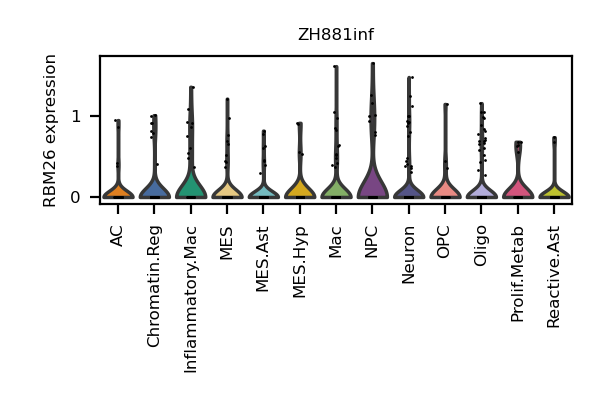 ZH881inf
RBM26 expression
1
0
AC
Chromatin.Reg
Inflammatory.Mac
MES
MES.Ast
MES.Hyp
Mac
NPC
Neuron
OPC
Oligo
Prolif.Metab
Reactive.Ast